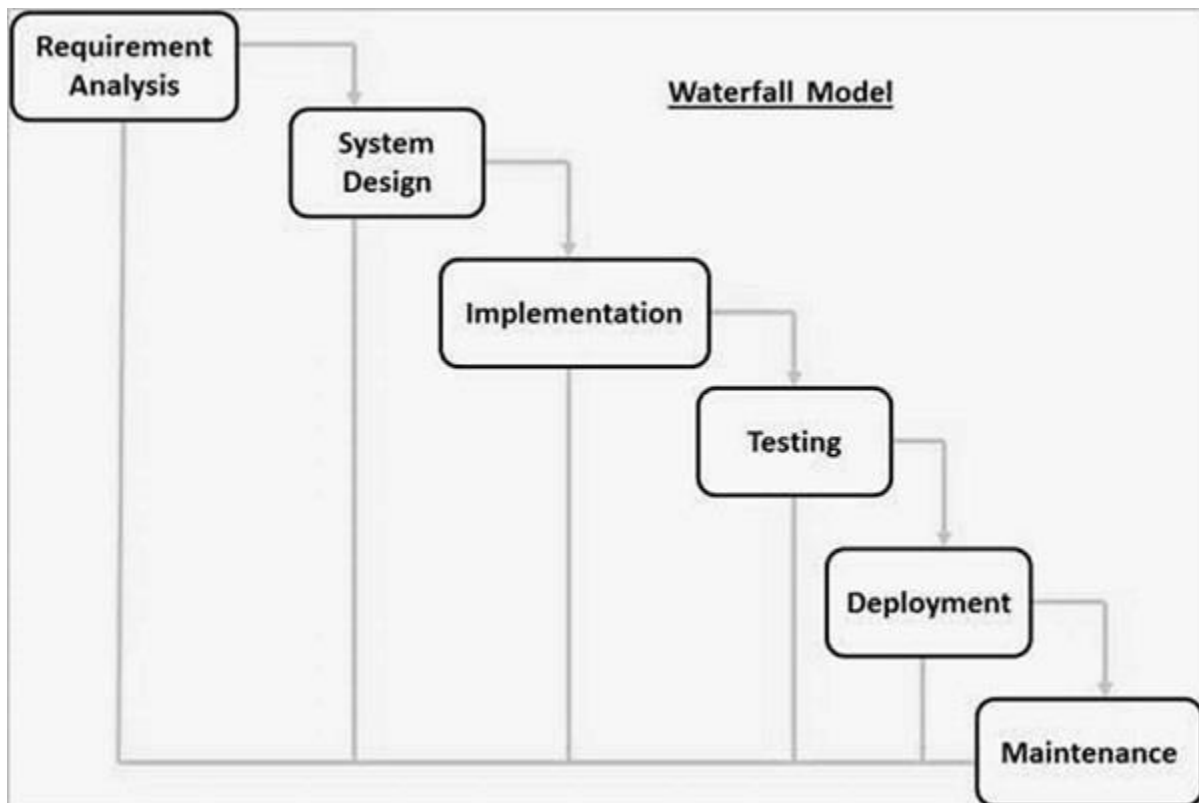 Requirement
Analysis
Waterfall Model
System
Design
Implementation
Testing
Deployment
Maintenance